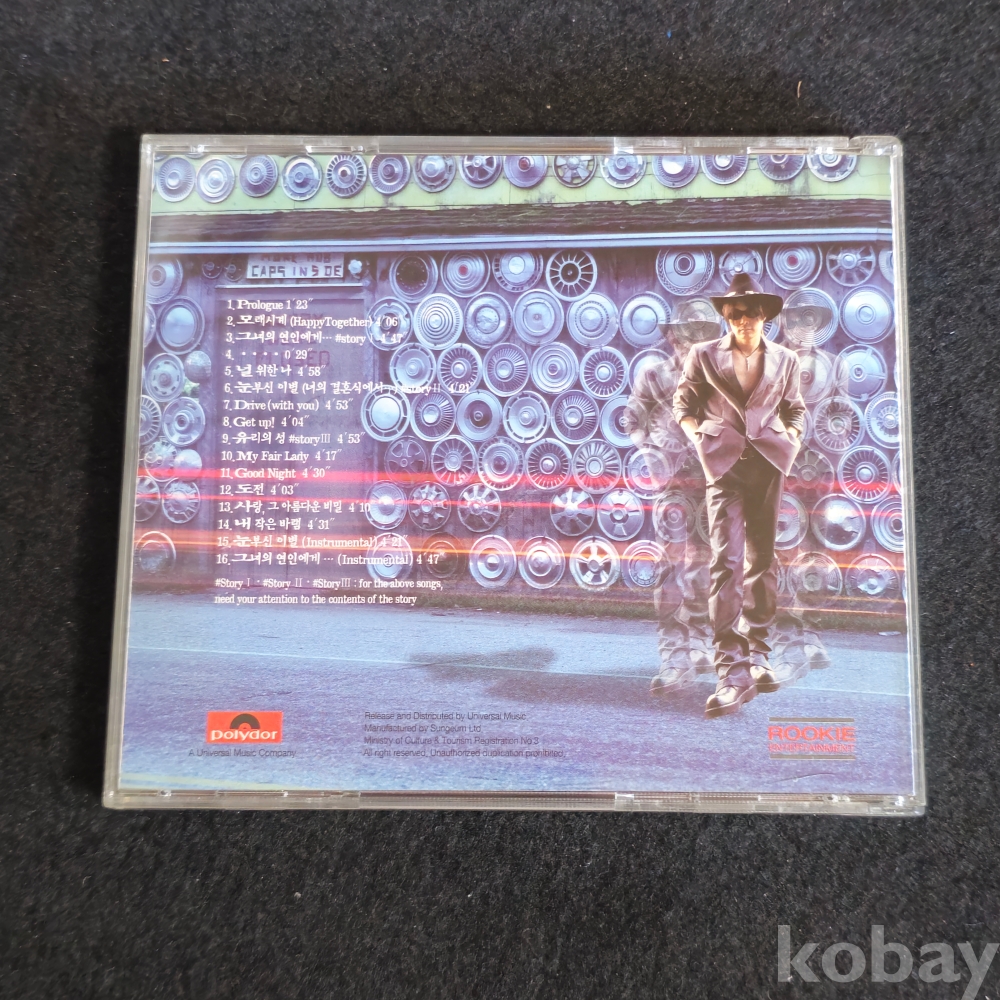 MORE HUB
CAPS INSIDE
1. Prologue 1´23˝
2. 모래시계 (HappyTogether) 4´06˝
3. 그녀의 연인에게… #story I 4´47˝
4. ・・・・ 0´29˝
5. 널 위한 나 4´58˝
6. 눈부신 이별 (너의 결혼식에서…) #story II 4´21
7. Drive (with you) 4´53˝
8. Get up! 4´04˝
9. 유리의 성 #story III 4´53˝
10. My Fair Lady 4´17˝
11. Good Night 4´30˝
12. 도전 4´03˝
13. 사랑, 그 아름다운 비밀 4´10
14. 내 작은 바램 4´31˝
15. 눈부신 이별 (Instrumental) 4´21˝
16. 그녀의 연인에게… (Instrumental) 4´47˝
#Story I · #Story II · #Story III : for the above songs,
need your attention to the contents of the story
polydor
A Universal Music Company
Release and Distributed by Universal Music
Manufactured by Sungeum Ltd
Ministry of Culture & Tourism Registration No 3
All right reserved, Unauthorized duplication prohibited.
ROOKIE
ENTERTAINMENT
kobay